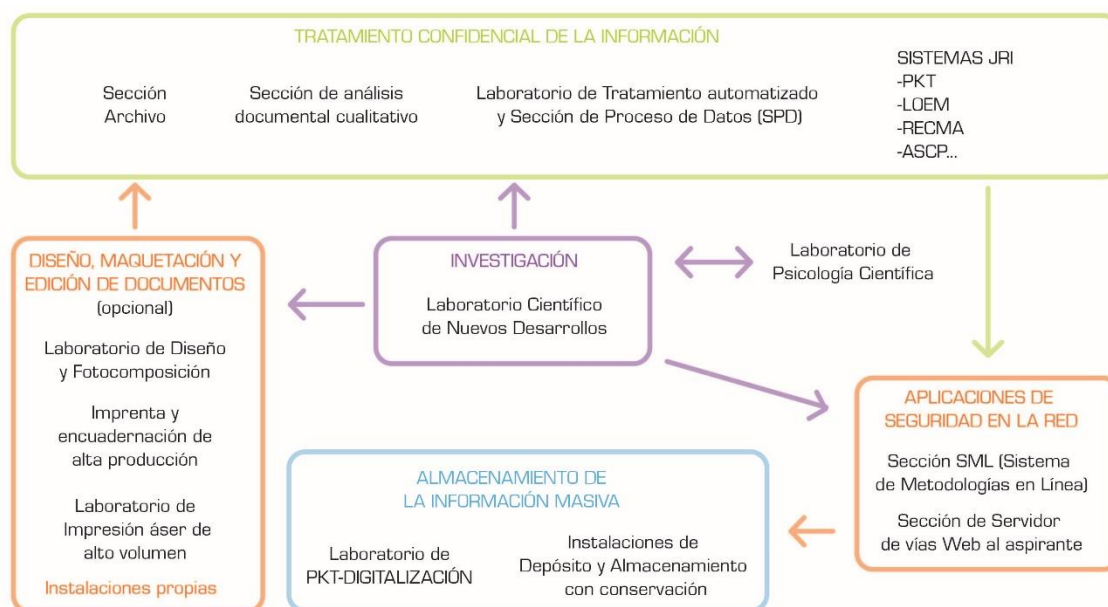 TRATAMIENTO CONFIDENCIAL DE LA INFORMACIÓN
Sección
Archivo
Sección de análisis
documental cualitativo
Laboratorio de Tratamiento automatizado
y Sección de Proceso de Datos (SPD)
SISTEMAS JRI
-PKT
-LOEM
-RECMA
-ASCP...
DISEÑO, MAQUETACIÓN Y
EDICIÓN DE DOCUMENTOS
(opcional)
Laboratorio de Diseño
y Fotocomposición
Imprenta y
encuadernación de
alta producción
Laboratorio de
Impresión áser de
alto volumen
Instalaciones propias
INVESTIGACIÓN
Laboratorio Científico
de Nuevos Desarrollos
Laboratorio de
Psicología Científica
APLICACIONES DE
SEGURIDAD EN LA RED
Sección SML (Sistema
de Metodologías en Línea)
Sección de Servidor
de vías Web al aspirante
ALMACENAMIENTO DE
LA INFORMACIÓN MASIVA
Laboratorio de
PKT-DIGITALIZACIÓN
Instalaciones de
Depósito y Almacenamiento
con conservación